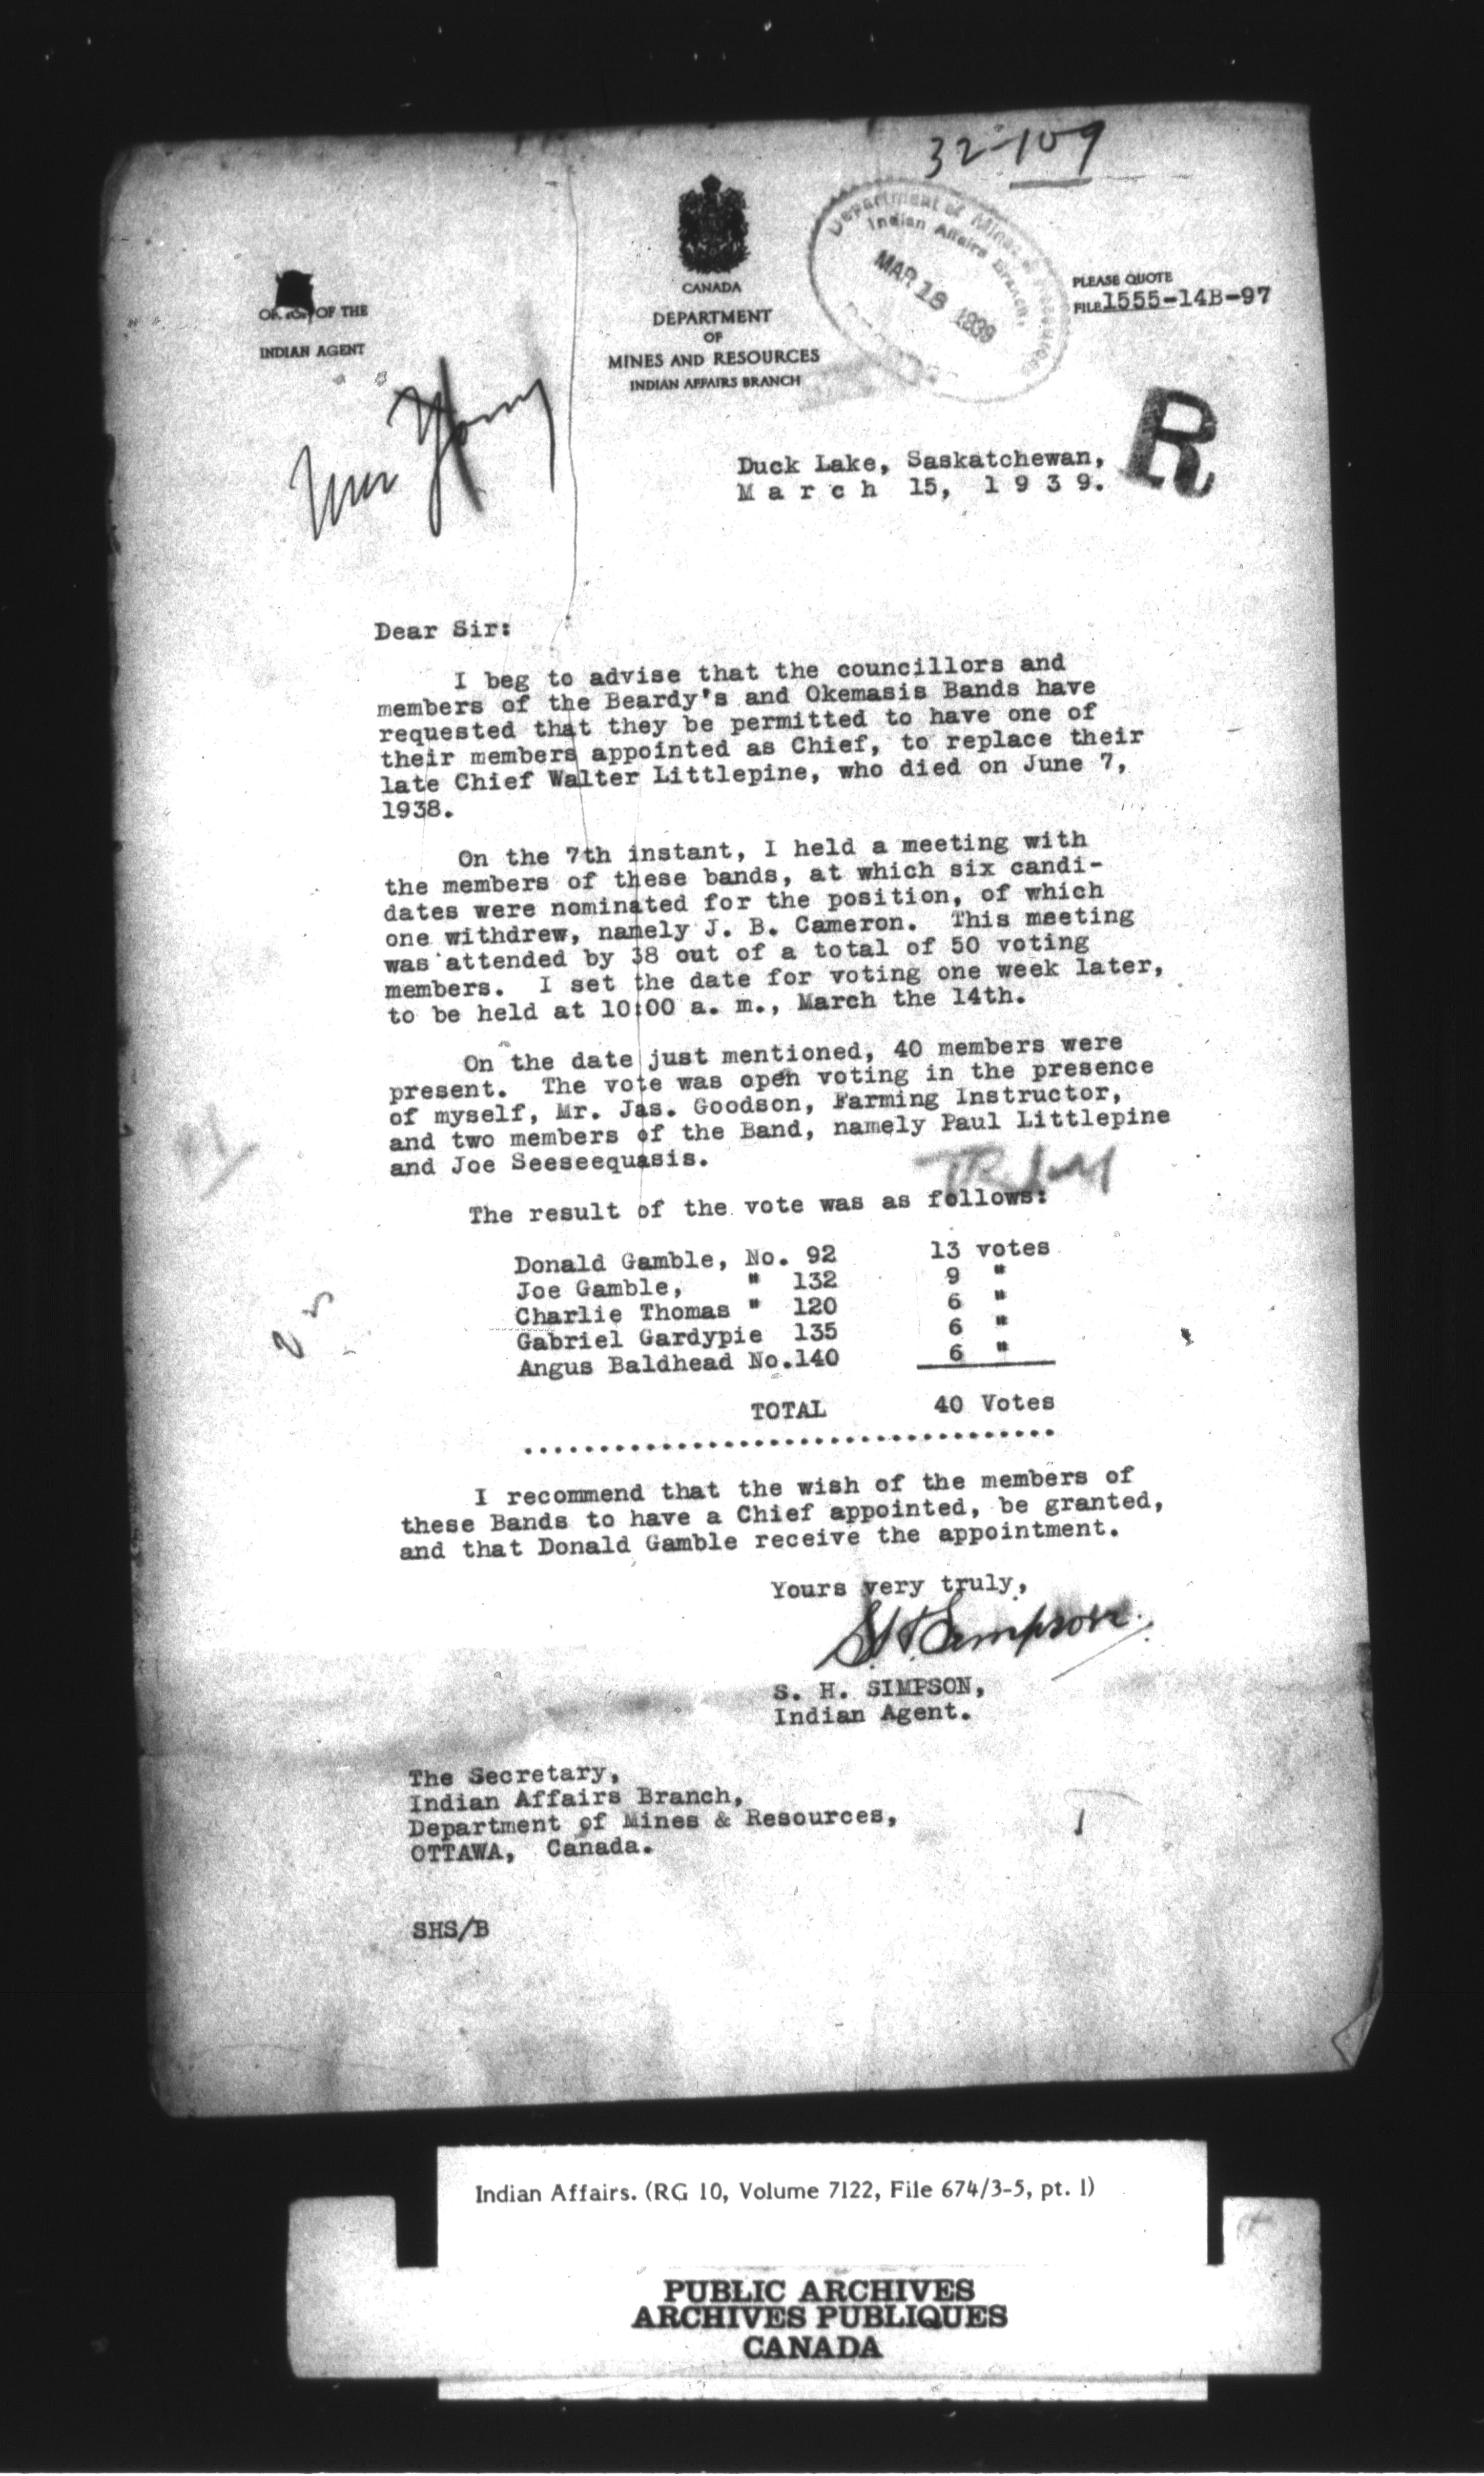 32-109
CANADA
DEPARTMENT
OF
MINES AND RESOURCES
INDIAN AFFAIRS BRANCH
OF THE
INDIAN AGENT
Department of Mines & Resources
Indian Affairs Branch,
MAR 18 1939
PLEASE QUOTE
FILE 1555-14B-97
R
Duck Lake, Saskatchewan,
March 15, 1939.
Dear Sir:
I beg to advise that the councillors and
members of the Beardy's and Okemasis Bands have
requested that they be permitted to have one of
their members appointed as Chief, to replace their
late Chief Walter Littlepine, who died on June 7,
1938.
On the 7th instant, I held a meeting with
the members of these bands, at which six candi-
dates were nominated for the position, of which
one withdrew, namely J. B. Cameron. This meeting
was attended by 38 out of a total of 50 voting
members. I set the date for voting one week later,
to be held at 10:00 a. m., March the 14th.
On the date just mentioned, 40 members were
present. The vote was open voting in the presence
of myself, Mr. Jas. Goodson, Farming Instructor,
and two members of the Band, namely Paul Littlepine
and Joe Seeseequasis.
The result of the vote was as follows:
Donald Gamble, No. 92 13 votes
Joe Gamble, " 132 9 "
Charlie Thomas " 120 6 "
Gabriel Gardypie 135 6 "
Angus Baldhead No.140 6 "
TOTAL 40 Votes
I recommend that the wish of the members of
these Bands to have a Chief appointed, be granted,
and that Donald Gamble receive the appointment.
Yours very truly,
S. H. Simpson
S. H. SIMPSON,
Indian Agent.
The Secretary,
Indian Affairs Branch,
Department of Mines & Resources,
OTTAWA, Canada.
SHS/B
Indian Affairs. (RG 10, Volume 7122, File 674/3-5, pt. 1)
PUBLIC ARCHIVES
ARCHIVES PUBLIQUES
CANADA